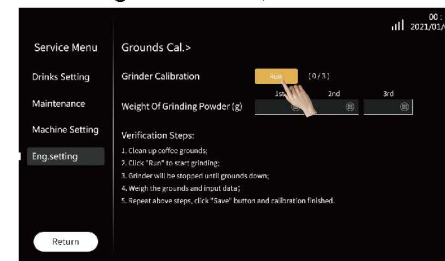 00:
2021/01/
Service Menu
Grounds Cal.>
Drinks Setting
Grinder Calibration
Run
(0/3)
1st
2nd
3rd
Maintenance
Weight Of Grinding Powder (g)
Machine Setting
Verification Steps:
1. Clean up coffee grounds;
Eng.setting
2. Click "Run" to start grinding;
3. Grinder will be stopped until grounds down;
4. Weigh the grounds and input data;
5. Repeat above steps, click "Save" button and calibration finished.
Return